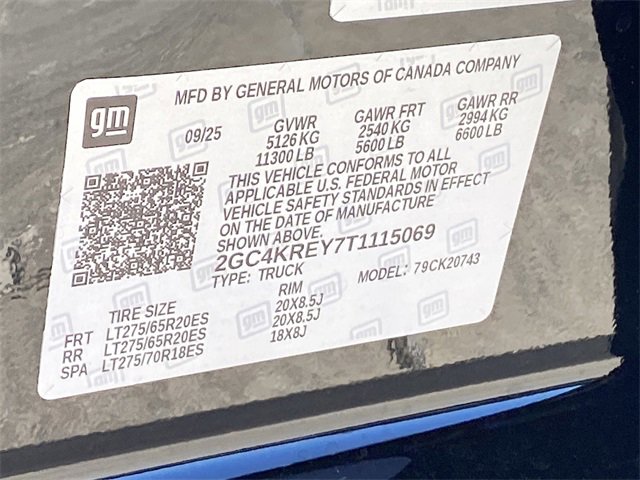 gm
MFD BY GENERAL MOTORS OF CANADA COMPANY
09/25
GVWR
5126 KG
11300 LB
GAWR FRT
2540 KG
5600 LB
GAWR RR
2994 KG
6600 LB
THIS VEHICLE CONFORMS TO ALL
APPLICABLE U.S. FEDERAL MOTOR
VEHICLE SAFETY STANDARDS IN EFFECT
ON THE DATE OF MANUFACTURE
SHOWN ABOVE.
2GC4KREY7T1115069
TYPE: TRUCK
MODEL: 79CK20743
TIRE SIZE RIM
FRT LT275/65R20ES 20X8.5J
RR LT275/65R20ES 20X8.5J
SPA LT275/70R18ES 18X8J